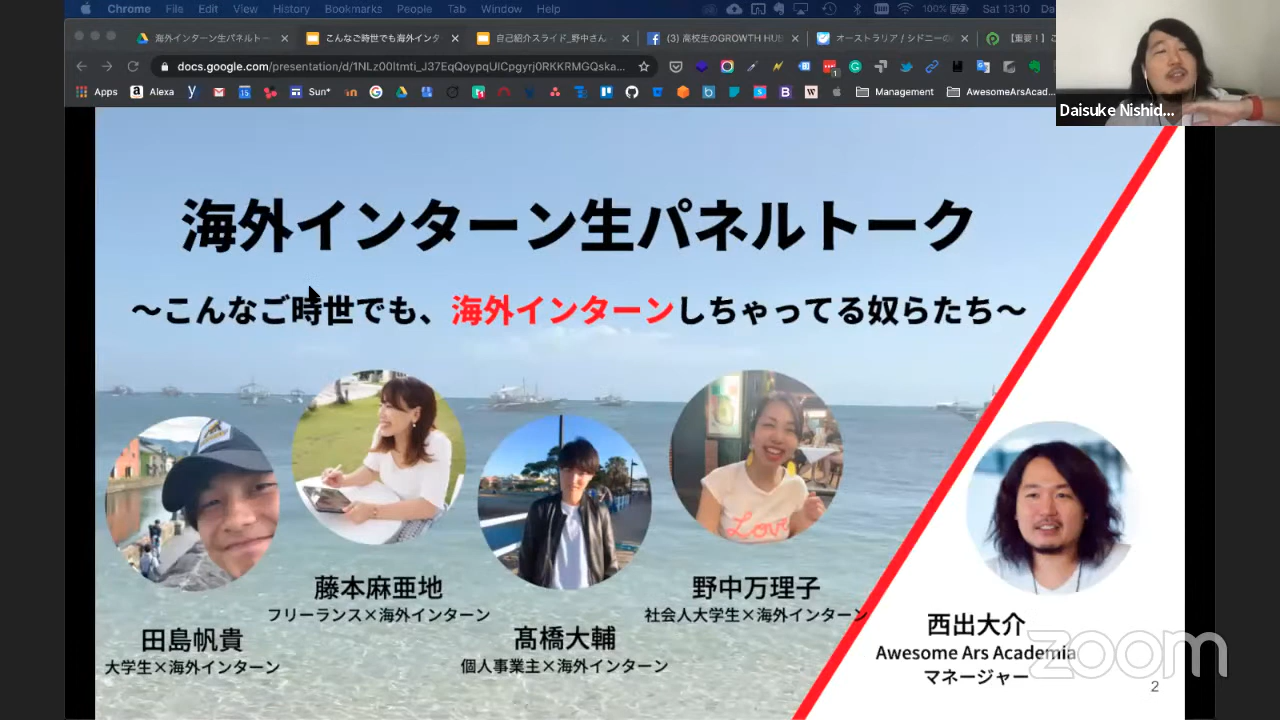 Chrome File Edit View History Bookmarks People Tab Window Help 100% Sat 13:10 Da
海外インターン生パネルトー
こんなご時世でも海外インタ
自己紹介スライド_野中さん
(3) 高校生のGROWTH HU
オーストラリア / シドニーの
【重要！】こ
docs.google.com/presentation/d/1NLz00Itmti_J37EqQoypqUICpgyrj0RKKRMGQska...
Apps Alexa Sun* Management AwesomeArsAcad...
Daisuke Nishid...
海外インターン生パネルトーク
〜こんなご時世でも、海外インターンしちゃってる奴らたち〜
藤本麻亜地
フリーランス×海外インターン
野中万理子
社会人大学生×海外インターン
田島帆貴
大学生×海外インターン
髙橋大輔
個人事業主×海外インターン
西出大介
Awesome Ars Academia
マネージャー
zoom
2